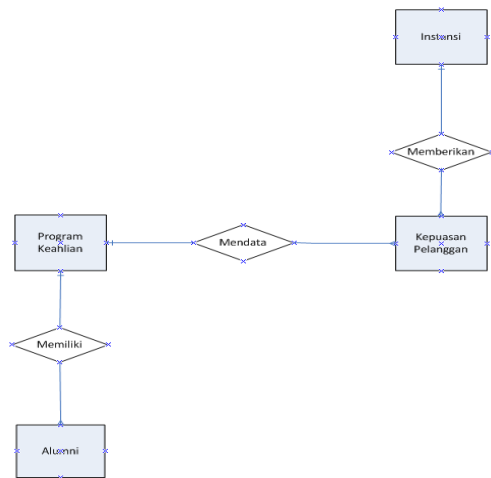 Instansi
Memberikan
Program
Keahlian
Mendata
Kepuasan
Pelanggan
Memiliki
Alumni